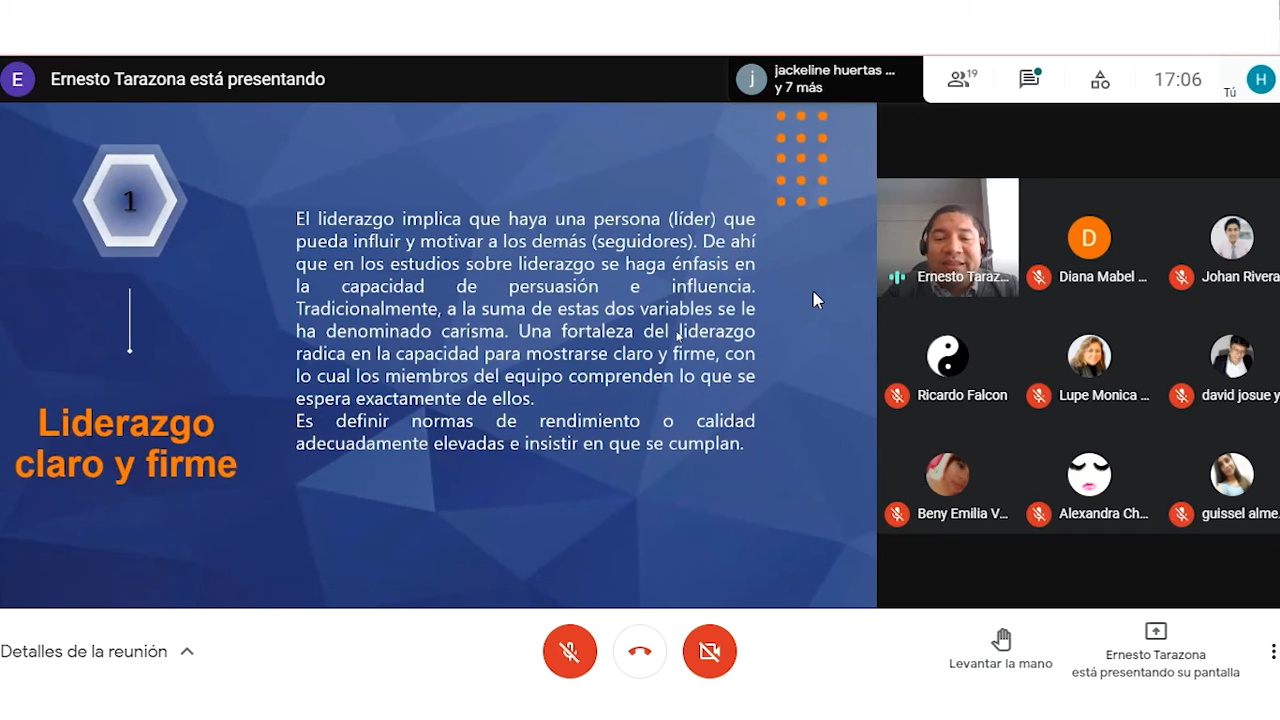 E
Ernesto Tarazona está presentando
j
jackeline huertas ...
y 7 más
19
17:06
Tú
H
1
Liderazgo
claro y firme
El liderazgo implica que haya una persona (líder) que
pueda influir y motivar a los demás (seguidores). De ahí
que en los estudios sobre liderazgo se haga énfasis en
la capacidad de persuasión e influencia.
Tradicionalmente, a la suma de estas dos variables se le
ha denominado carisma. Una fortaleza del liderazgo
radica en la capacidad para mostrarse claro y firme, con
lo cual los miembros del equipo comprenden lo que se
espera exactamente de ellos.
Es definir normas de rendimiento o calidad
adecuadamente elevadas e insistir en que se cumplan.
Ernesto Taraz...
D
Diana Mabel ...
Johan Rivera
Ricardo Falcon
Lupe Monica ...
david josue y
Beny Emilia V...
Alexandra Ch...
guissel alme.
Detalles de la reunión
Levantar la mano
Ernesto Tarazona
está presentando su pantalla